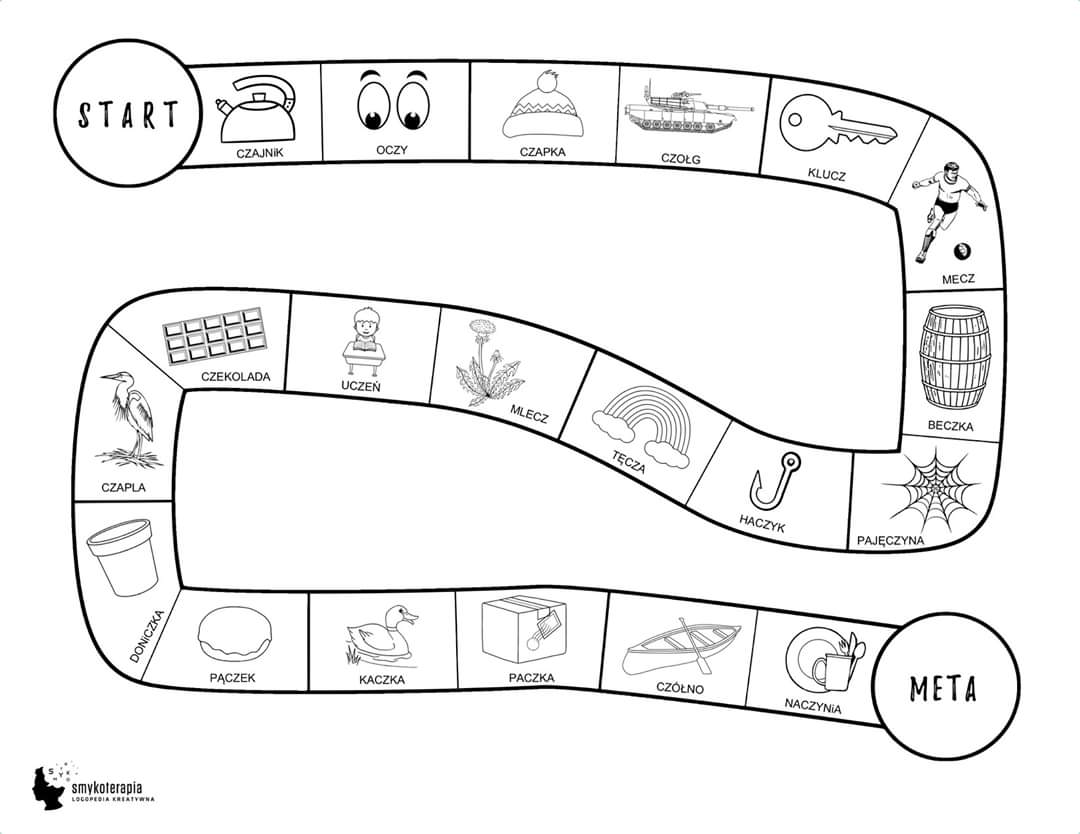 START
CZAJNiK
OCZY
CZAPKA
CZOŁG
KLUCZ
MECZ
BECZKA
PAJĘCZYNA
HACZYK
TĘCZA
MLECZ
UCZEŃ
CZEKOLADA
CZAPLA
DONiCZKA
PĄCZEK
KACZKA
PACZKA
CZÓŁNO
NACZYNiA
META
SMYKO
smykoterapia
LOGOPEDIA KREATYWNA